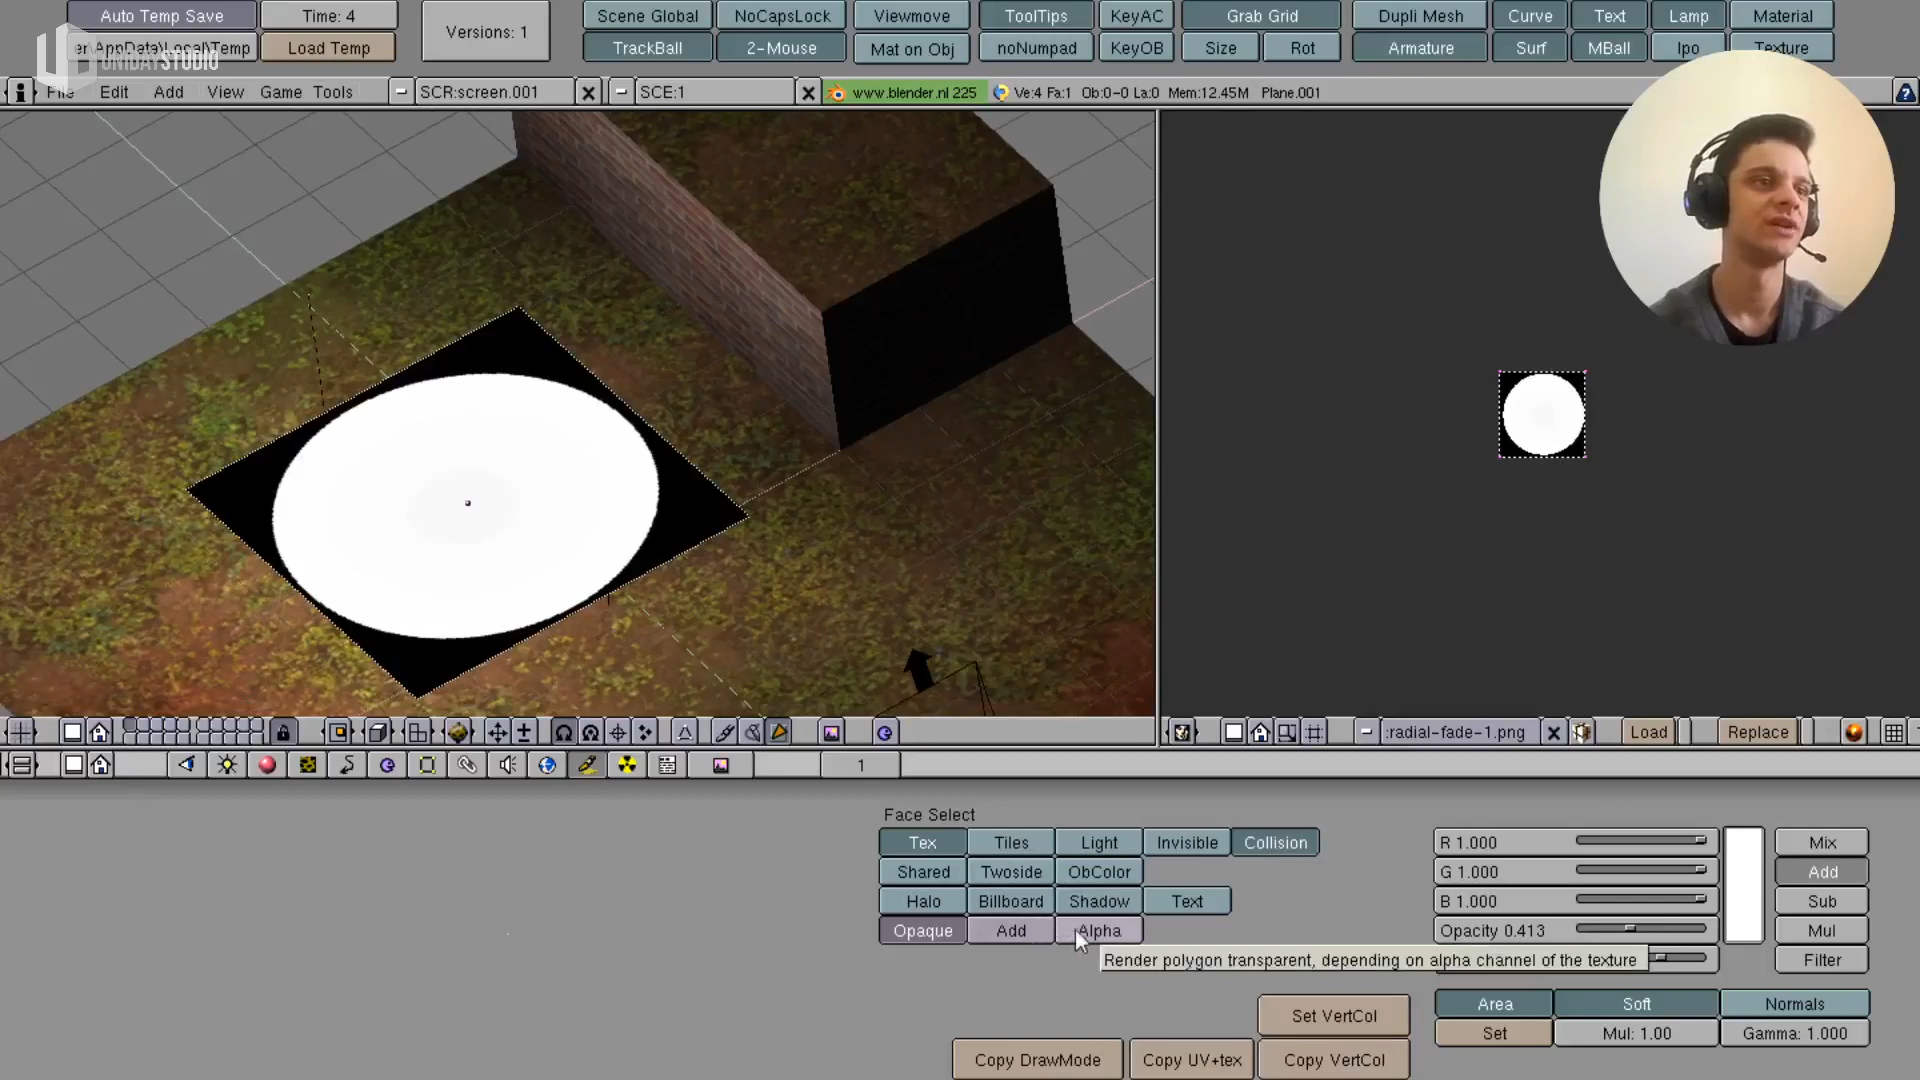 Auto Temp Save
Time: 4
Versions: 1
er\AppData\Local\Temp
Load Temp
Scene Global
NoCapsLock
Viewmove
ToolTips
KeyAC
Grab Grid
Dupli Mesh
Curve
Text
Lamp
Material
TrackBall
2-Mouse
Mat on Obj
noNumpad
KeyOB
Size
Rot
Armature
Surf
MBall
Ipo
Texture
UNIDAYSTUDIO
File Edit Add View Game Tools
SCR:screen.001
SCE:1
www.blender.nl 225
Ve:4 Fa:1 Ob:0-0 La:0 Mem:12.45M Plane.001
:radial-fade-1.png
Load
Replace
1
Face Select
Tex
Tiles
Light
Invisible
Collision
Shared
Twoside
ObColor
Halo
Billboard
Shadow
Text
Opaque
Add
Alpha
Render polygon transparent, depending on alpha channel of the texture
R 1.000
G 1.000
B 1.000
Opacity 0.413
Mix
Add
Sub
Mul
Filter
Set VertCol
Copy DrawMode
Copy UV+tex
Copy VertCol
Area
Soft
Normals
Set
Mul: 1.00
Gamma: 1.000